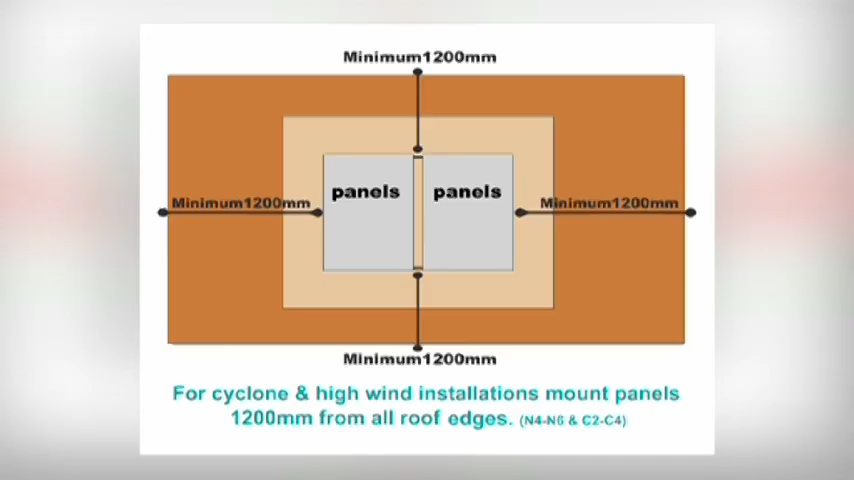 Minimum1200mm
panels panels
Minimum1200mm Minimum1200mm
Minimum1200mm
For cyclone & high wind installations mount panels
1200mm from all roof edges. (N4-N6 & C2-C4)